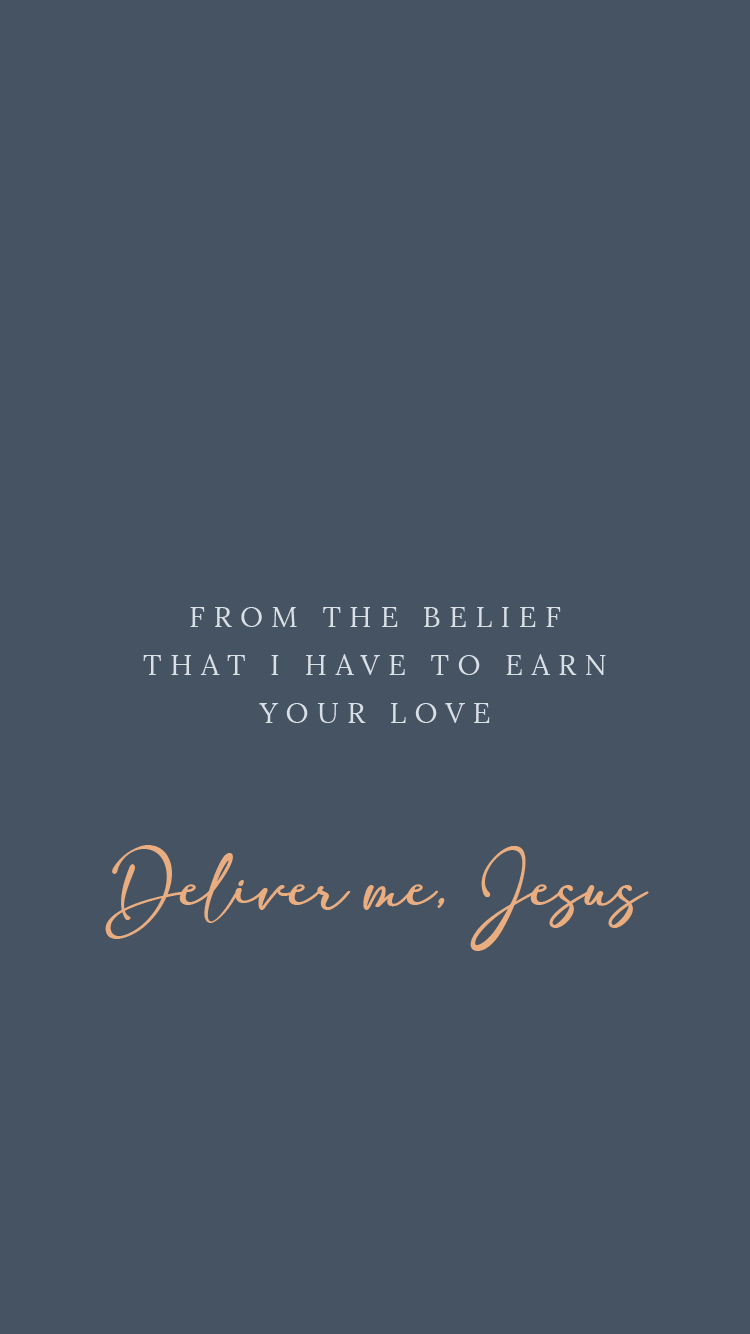 FROM THE BELIEF
THAT I HAVE TO EARN
YOUR LOVE
Deliver me, Jesus